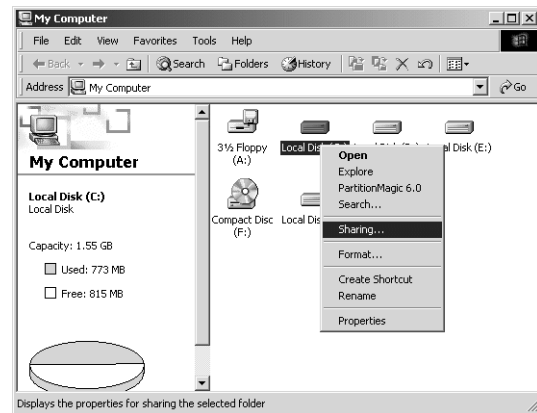 My Computer
File Edit View Favorites Tools Help
Back Search Folders History
Address My Computer Go
My Computer
Local Disk (C:)
Local Disk
Capacity: 1.55 GB
Used: 773 MB
Free: 815 MB
3½ Floppy (A:)
Local Disk (E:)
Compact Disc (F:)
Local Dis
Open
Explore
PartitionMagic 6.0
Search...
Sharing...
Format...
Create Shortcut
Rename
Properties
Displays the properties for sharing the selected folder